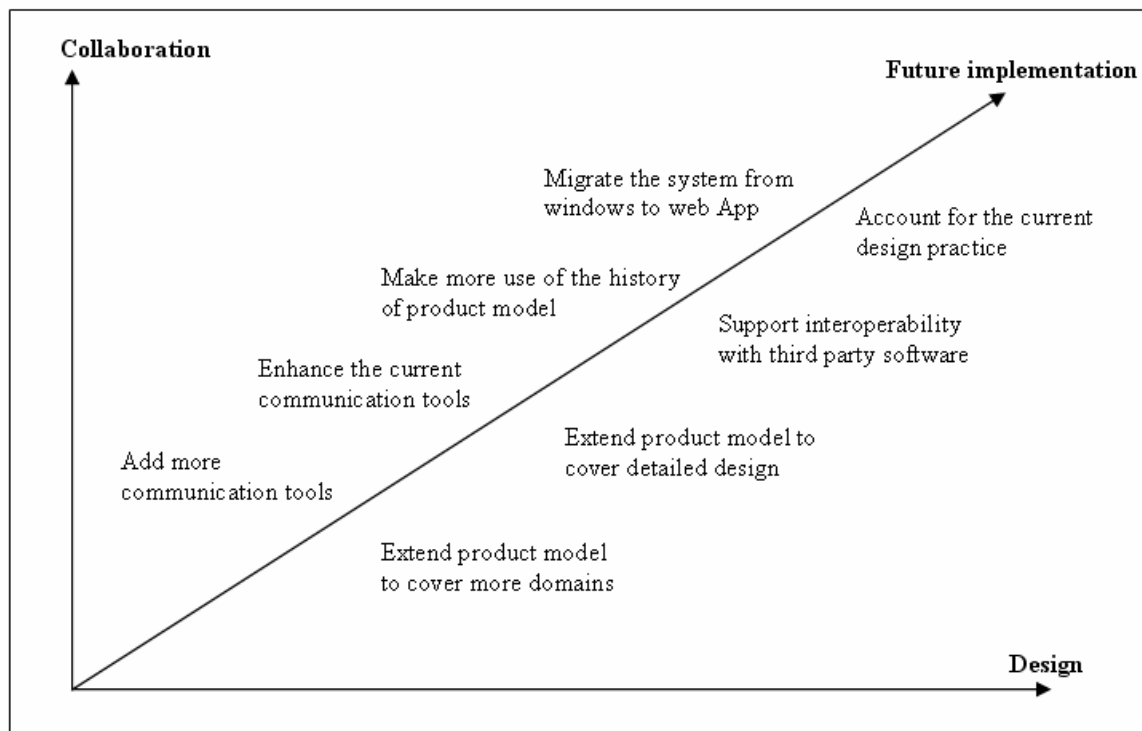 Collaboration
Future implementation
Migrate the system from
windows to web App
Account for the current
design practice
Make more use of the history
of product model
Support interoperability
with third party software
Enhance the current
communication tools
Extend product model to
cover detailed design
Add more
communication tools
Extend product model
to cover more domains
Design